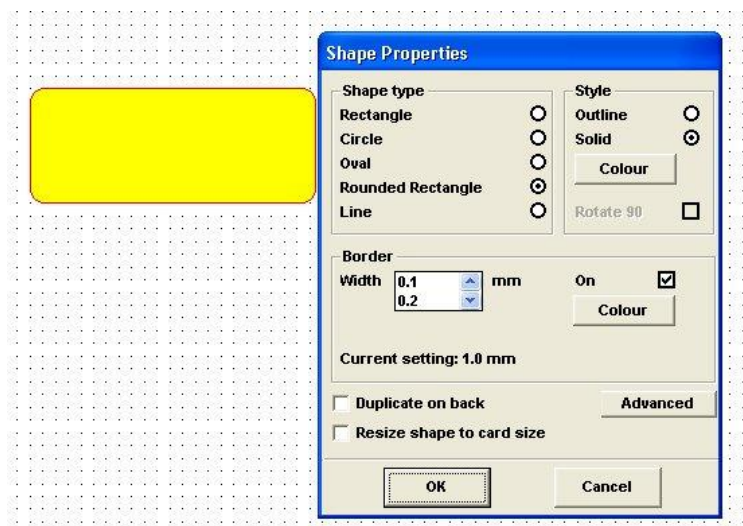 Shape Properties
Shape type
Rectangle
Circle
Oval
Rounded Rectangle
Line
Style
Outline
Solid
Colour
Rotate 90
Border
Width 0.1 mm
0.2
On
Colour
Current setting: 1.0 mm
Duplicate on back
Advanced
Resize shape to card size
OK
Cancel